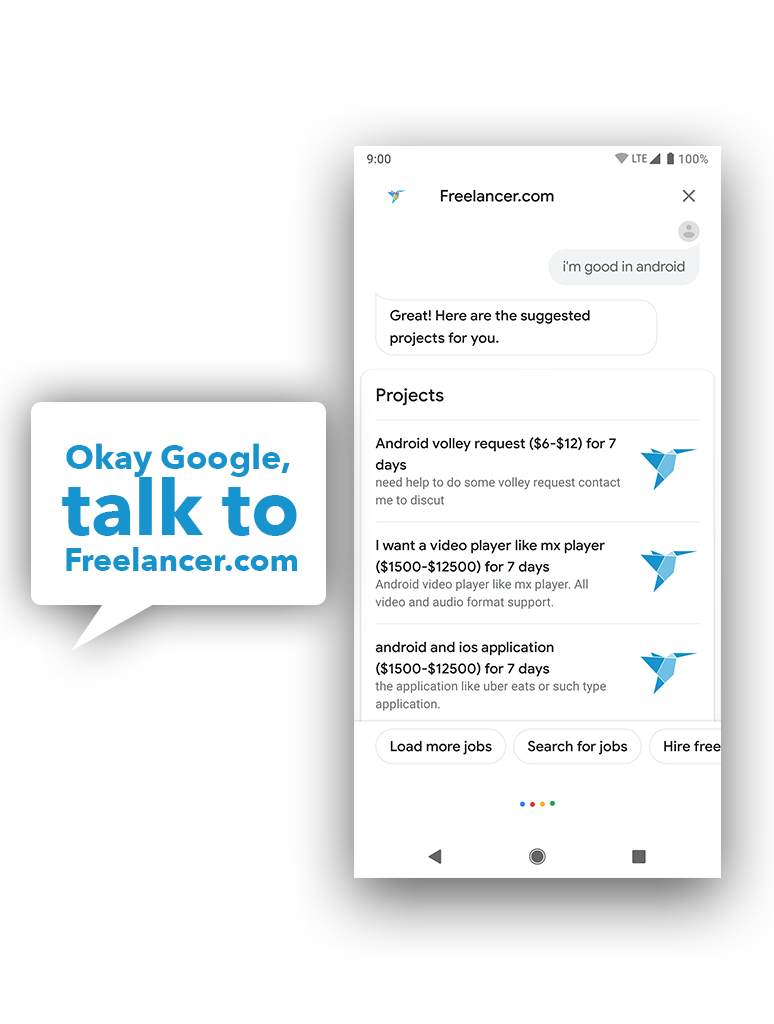 Okay Google,
talk to
Freelancer.com
9:00
LTE 100%
Freelancer.com
i'm good in android
Great! Here are the suggested
projects for you.
Projects
Android volley request ($6-$12) for 7
days
need help to do some volley request contact
me to discut
I want a video player like mx player
($1500-$12500) for 7 days
Android video player like mx player. All
video and audio format support.
android and ios application
($1500-$12500) for 7 days
the application like uber eats or such type
application.
Load more jobs
Search for jobs
Hire free